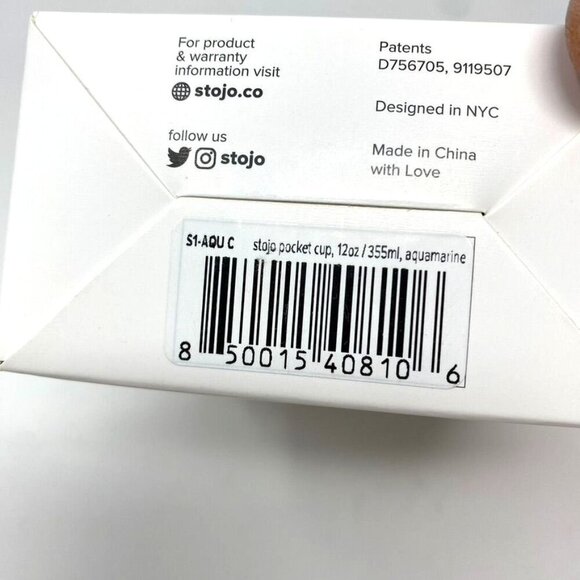 For product
& warranty
information visit
stojo.co
follow us
stojo
Patents
D756705, 9119507
Designed in NYC
Made in China
with Love
S1-AQU C stojo pocket cup, 12oz / 355ml, aquamarine
8 50015 40810 6